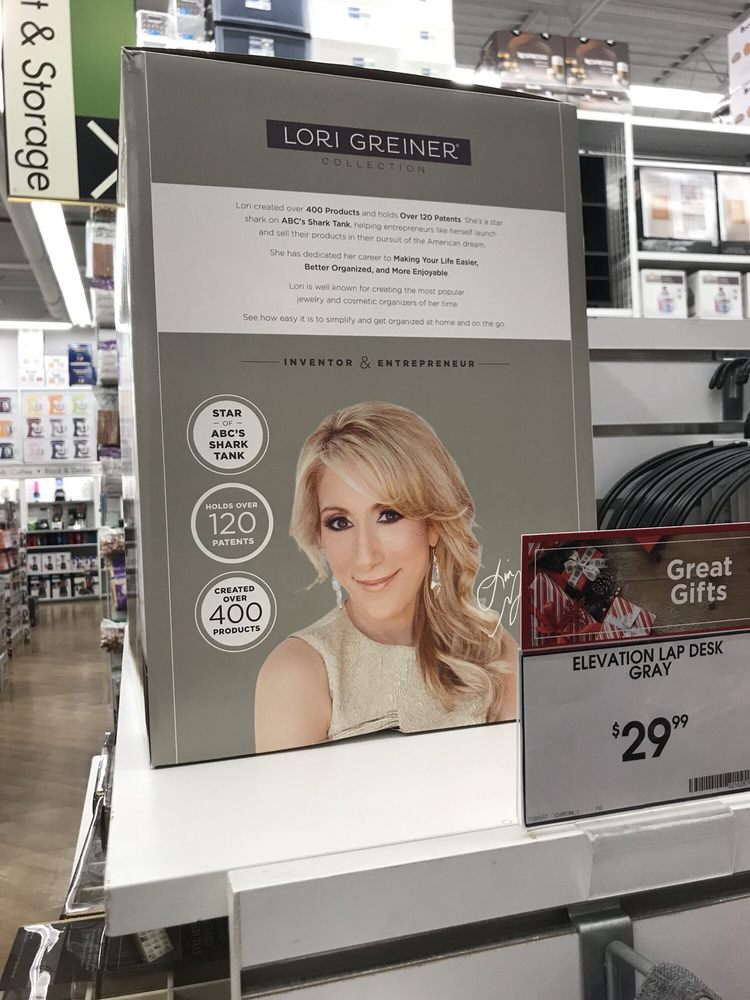 t & Storage
LORI GREINER
COLLECTION
Lori created over 400 Products and holds Over 120 Patents. She's a star
shark on ABC's Shark Tank, helping entrepreneurs like herself launch
and sell their products in their pursuit of the American dream.
She has dedicated her career to Making Your Life Easier,
Better Organized, and More Enjoyable.
Lori is well known for creating the most popular
jewelry and cosmetic organizers of her time.
See how easy it is to simplify and get organized at home and on the go.
INVENTOR & ENTREPRENEUR
STAR
OF
ABC'S
SHARK
TANK
HOLDS OVER
120
PATENTS
CREATED
OVER
400
PRODUCTS
Great
Gifts
ELEVATION LAP DESK
GRAY
$29.99